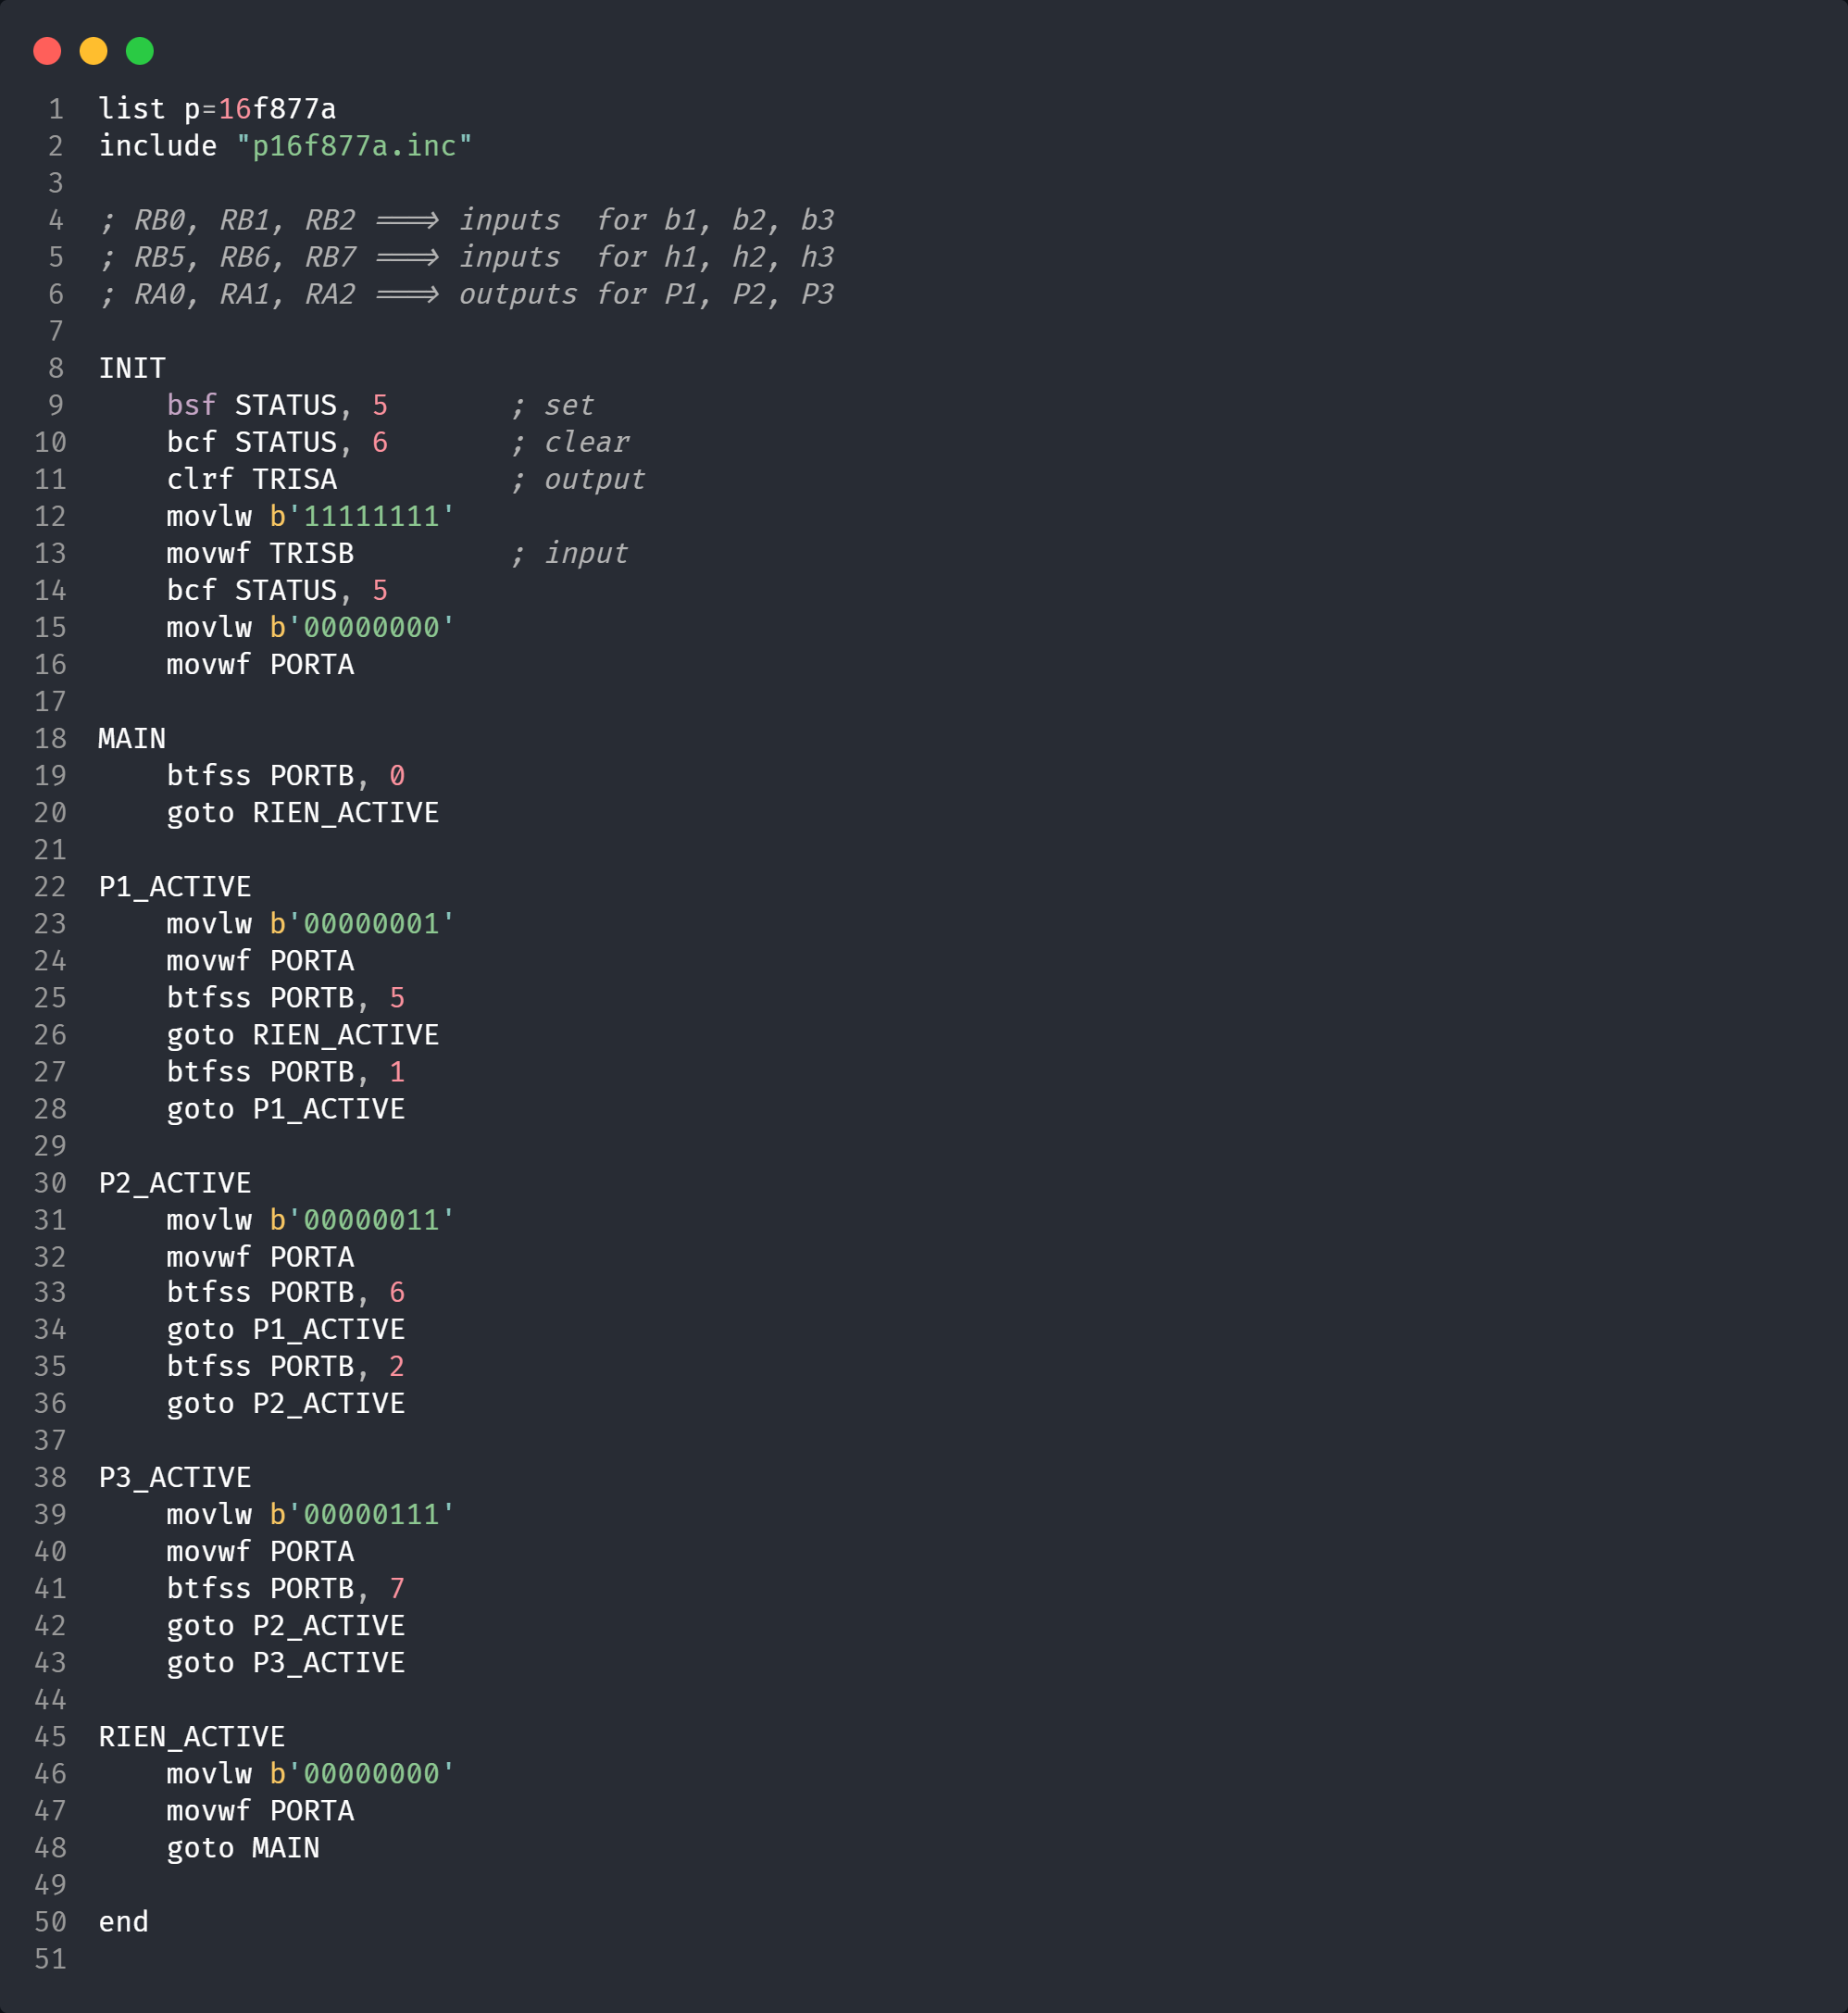 1 list p=16f877a
2 include "p16f877a.inc"
3
4 ; RB0, RB1, RB2 ===> inputs  for b1, b2, b3
5 ; RB5, RB6, RB7 ===> inputs  for h1, h2, h3
6 ; RA0, RA1, RA2 ===> outputs for P1, P2, P3
7
8 INIT
9     bsf STATUS, 5       ; set
10     bcf STATUS, 6       ; clear
11     clrf TRISA          ; output
12     movlw b'11111111'
13     movwf TRISB         ; input
14     bcf STATUS, 5
15     movlw b'00000000'
16     movwf PORTA
17
18 MAIN
19     btfss PORTB, 0
20     goto RIEN_ACTIVE
21
22 P1_ACTIVE
23     movlw b'00000001'
24     movwf PORTA
25     btfss PORTB, 5
26     goto RIEN_ACTIVE
27     btfss PORTB, 1
28     goto P1_ACTIVE
29
30 P2_ACTIVE
31     movlw b'00000011'
32     movwf PORTA
33     btfss PORTB, 6
34     goto P1_ACTIVE
35     btfss PORTB, 2
36     goto P2_ACTIVE
37
38 P3_ACTIVE
39     movlw b'00000111'
40     movwf PORTA
41     btfss PORTB, 7
42     goto P2_ACTIVE
43     goto P3_ACTIVE
44
45 RIEN_ACTIVE
46     movlw b'00000000'
47     movwf PORTA
48     goto MAIN
49
50 end
51